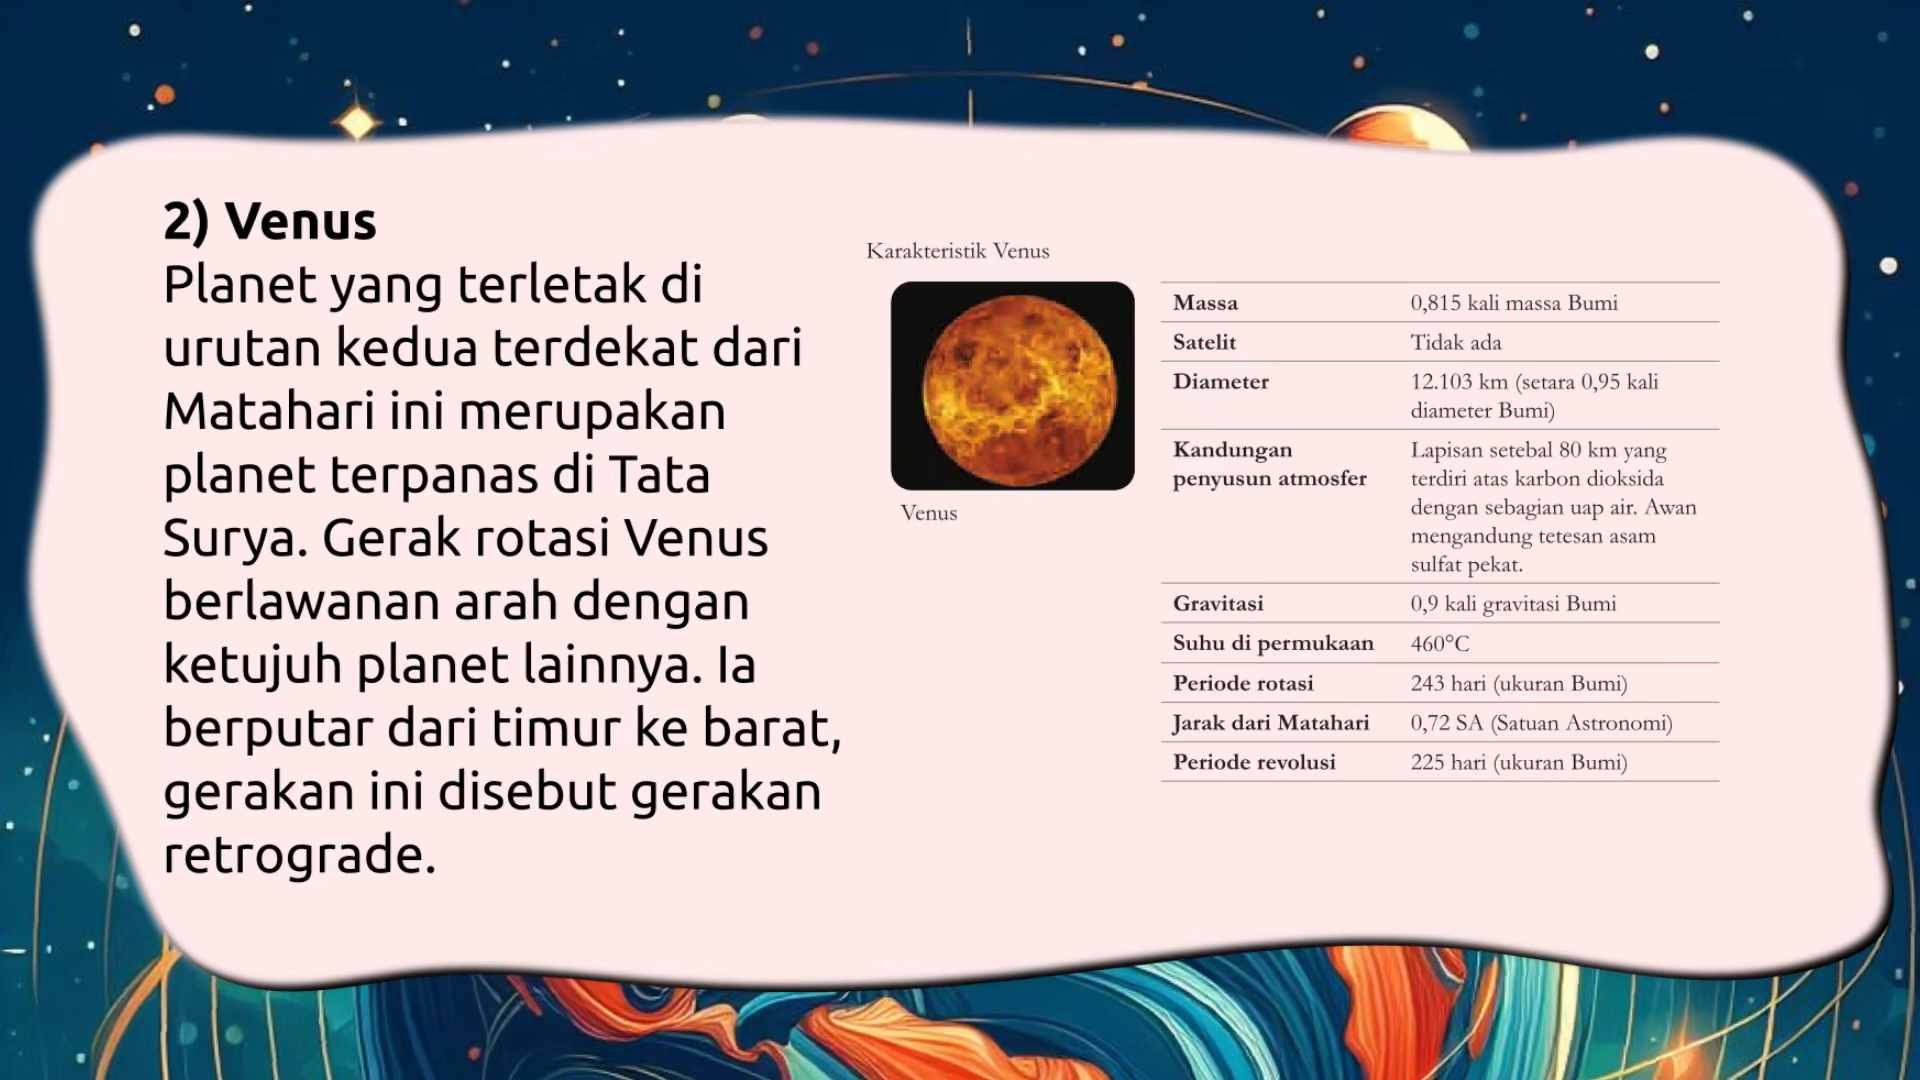 2) Venus
Planet yang terletak di
urutan kedua terdekat dari
Matahari ini merupakan
planet terpanas di Tata
Surya. Gerak rotasi Venus
berlawanan arah dengan
ketujuh planet lainnya. Ia
berputar dari timur ke barat,
gerakan ini disebut gerakan
retrograde.
Karakteristik Venus
Venus
Massa 0,815 kali massa Bumi
Satelit Tidak ada
Diameter 12.103 km (setara 0,95 kali
diameter Bumi)
Kandungan Lapisan setebal 80 km yang
penyusun atmosfer terdiri atas karbon dioksida
dengan sebagian uap air. Awan
mengandung tetesan asam
sulfat pekat.
Gravitasi 0,9 kali gravitasi Bumi
Suhu di permukaan 460°C
Periode rotasi 243 hari (ukuran Bumi)
Jarak dari Matahari 0,72 SA (Satuan Astronomi)
Periode revolusi 225 hari (ukuran Bumi)